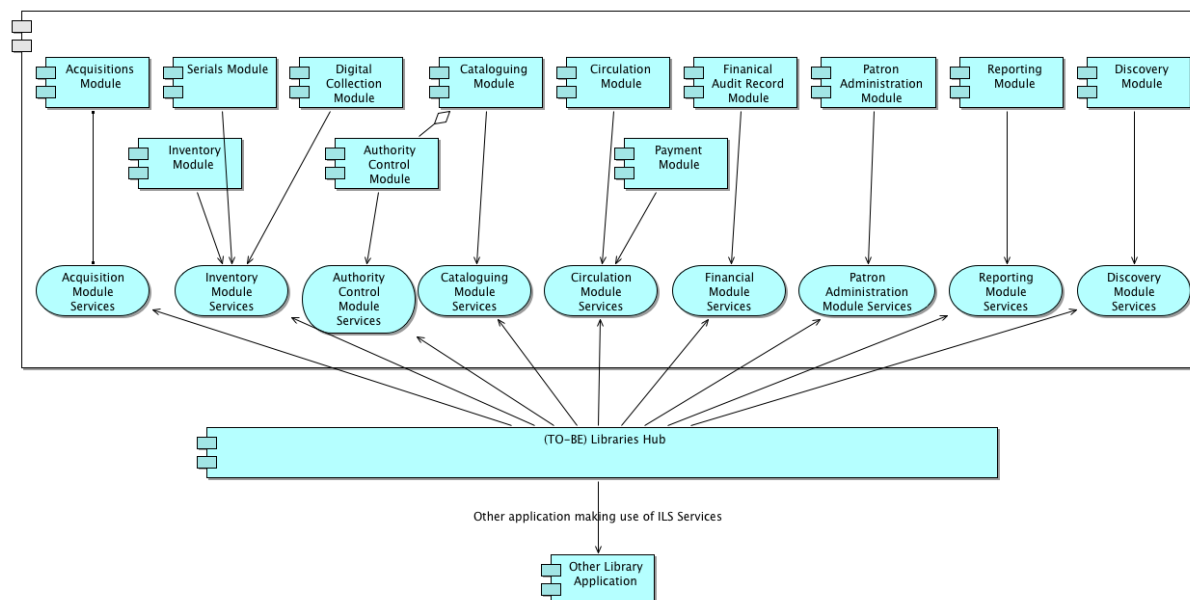 Acquisitions
Module
Serials Module
Digital
Collection
Module
Cataloguing
Module
Circulation
Module
Finanical
Audit Record
Module
Patron
Administration
Module
Reporting
Module
Discovery
Module
Inventory
Module
Authority
Control
Module
Payment
Module
Acquisition
Module
Services
Inventory
Module
Services
Authority
Control
Module
Services
Cataloguing
Module
Services
Circulation
Module
Services
Financial
Module
Services
Patron
Administration
Module Services
Reporting
Module
Services
Discovery
Module
Services
(TO-BE) Libraries Hub
Other application making use of ILS Services
Other Library
Application